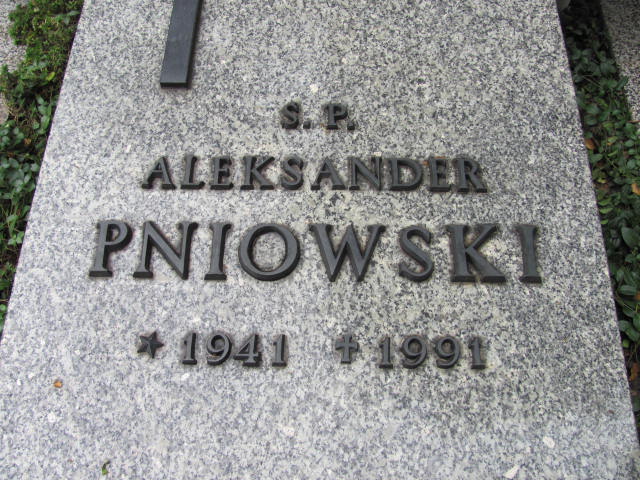 S. P.
ALEKSANDER
PNIOWSKI
★ 1941 ✝ 1991